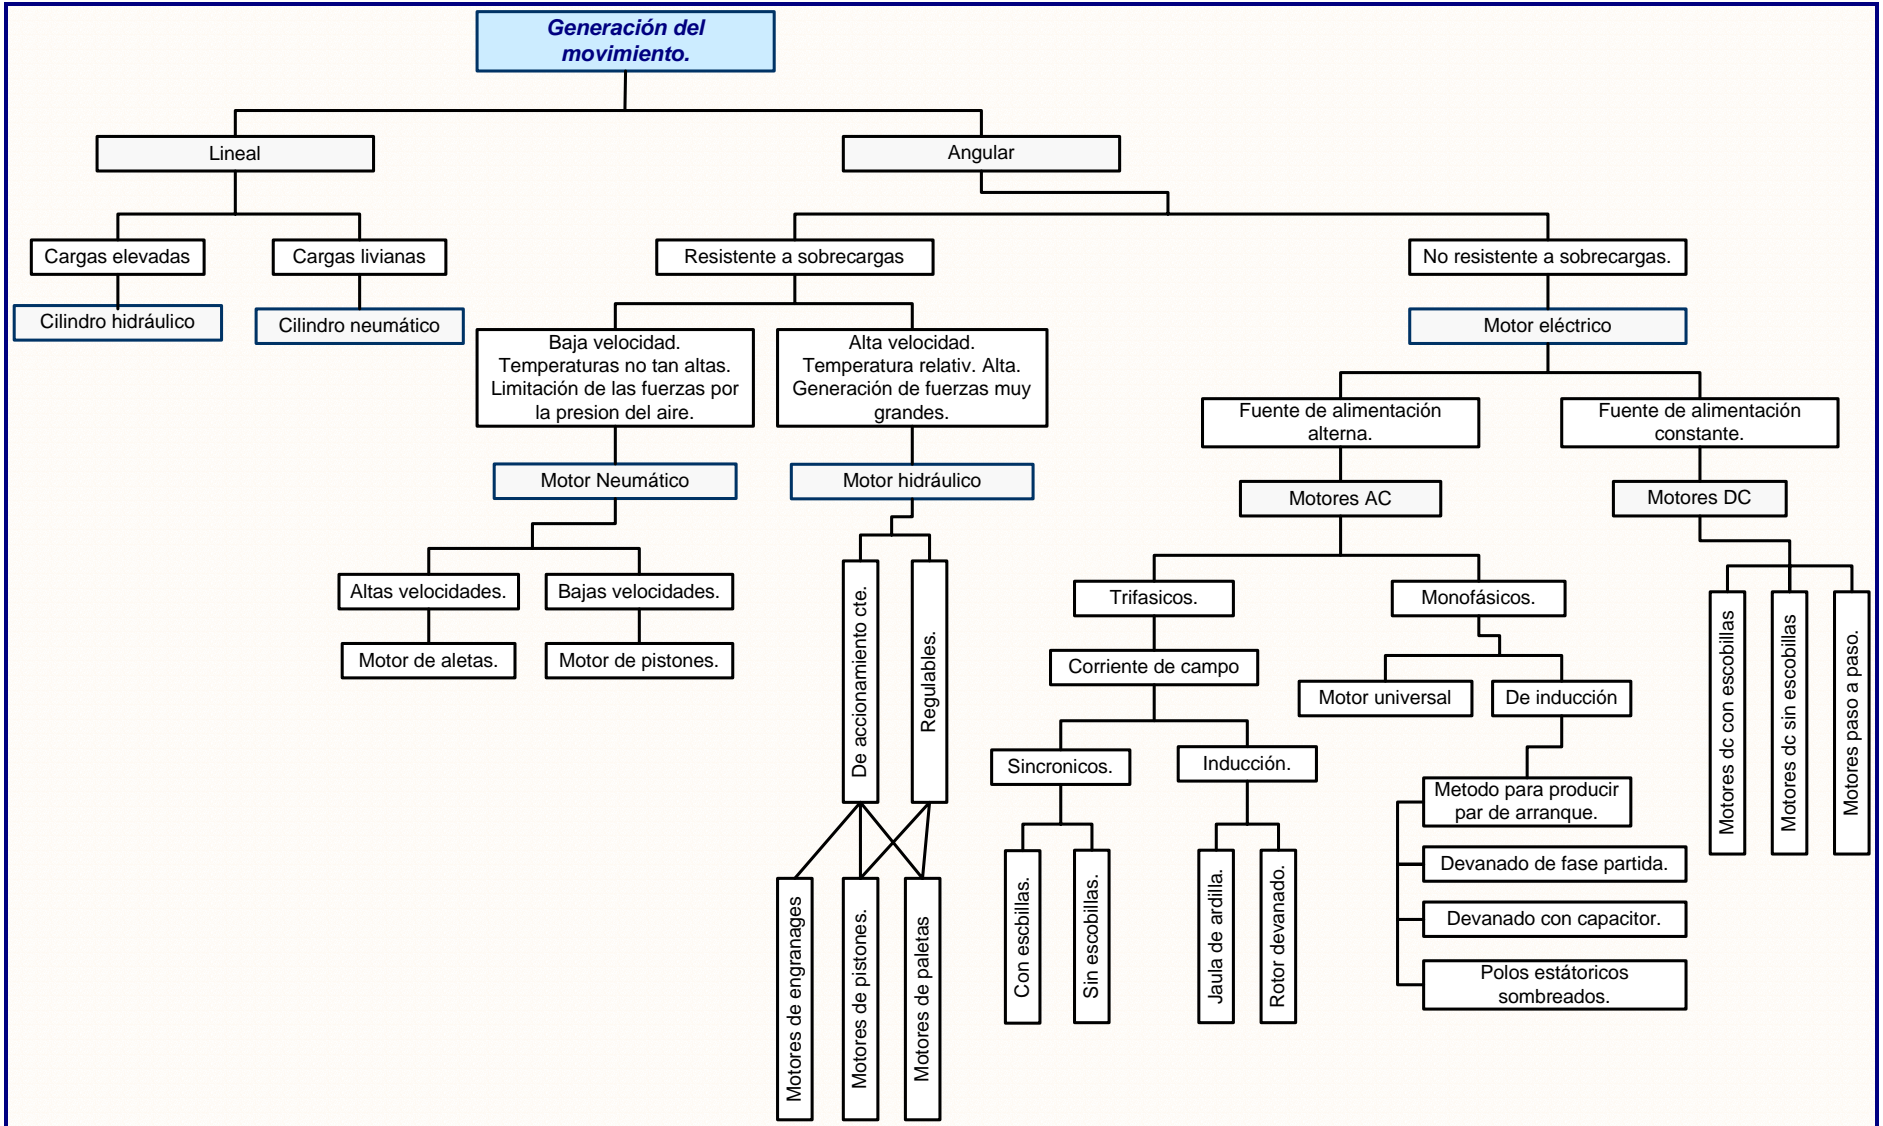 Generación del
movimiento.
Lineal
Angular
Cargas elevadas
Cargas livianas
Resistente a sobrecargas
No resistente a sobrecargas.
Cilindro hidráulico
Cilindro neumático
Baja velocidad.
Temperaturas no tan altas.
Limitación de las fuerzas por
la presion del aire.
Alta velocidad.
Temperatura relativ. Alta.
Generación de fuerzas muy
grandes.
Motor eléctrico
Fuente de alimentación
alterna.
Fuente de alimentación
constante.
Motor Neumático
Motor hidráulico
Motores AC
Motores DC
Altas velocidades.
Bajas velocidades.
Motor de aletas.
Motor de pistones.
De accionamiento cte.
Regulables.
Motores de engranages
Motores de pistones.
Motores de paletas
Trifasicos.
Monofásicos.
Corriente de campo
Motor universal
De inducción
Sincronicos.
Inducción.
Con escbillas.
Sin escobillas.
Jaula de ardilla.
Rotor devanado.
Metodo para producir
par de arranque.
Devanado de fase partida.
Devanado con capacitor.
Polos estátoricos
sombreados.
Motores dc con escobillas
Motores dc sin escobillas
Motores paso a paso.